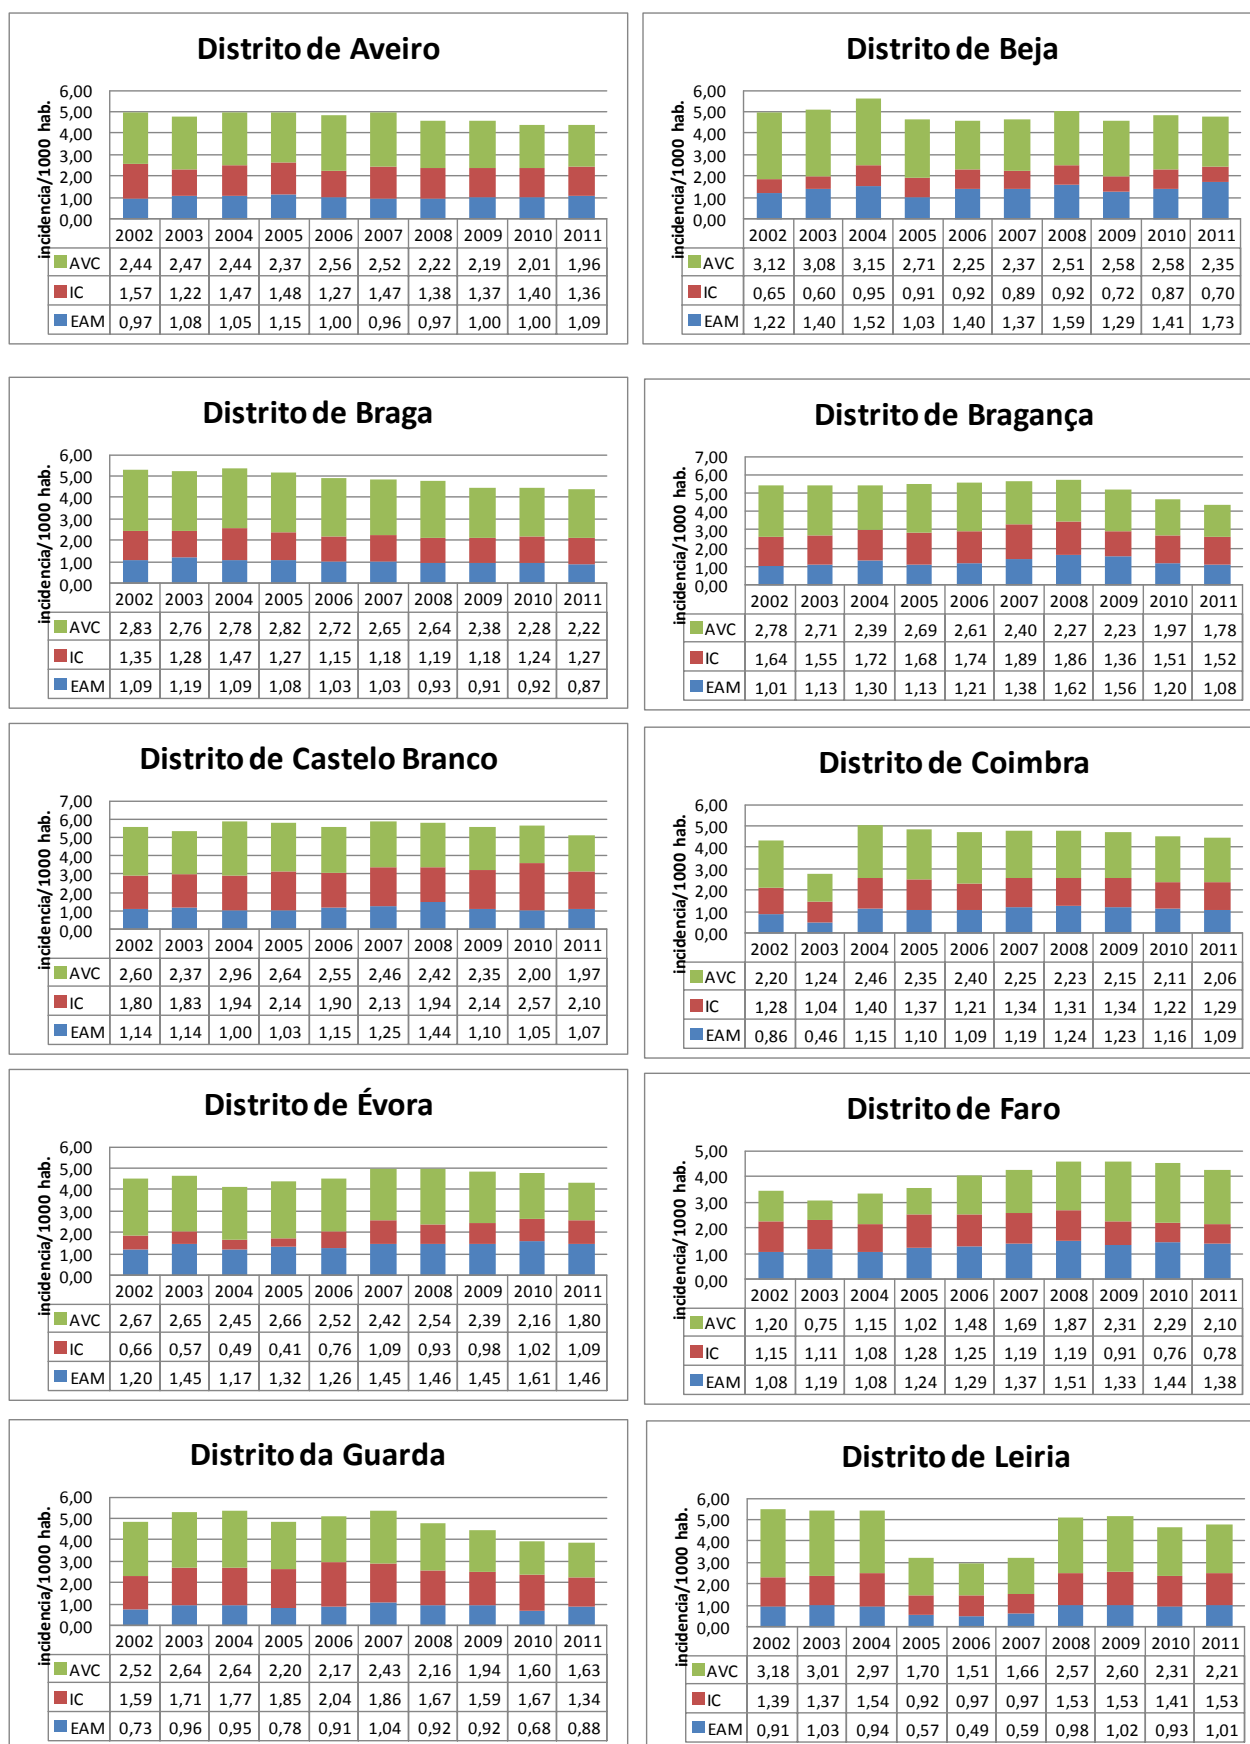 Distrito de Aveiro
incidencia/1000 hab.
6,00
5,00
4,00
3,00
2,00
1,00
0,00
2002 2003 2004 2005 2006 2007 2008 2009 2010 2011
AVC 2,44 2,47 2,44 2,37 2,56 2,52 2,22 2,19 2,01 1,96
IC 1,57 1,22 1,47 1,48 1,27 1,47 1,38 1,37 1,40 1,36
EAM 0,97 1,08 1,05 1,15 1,00 0,96 0,97 1,00 1,00 1,09
Distrito de Beja
incidencia/1000 hab.
6,00
5,00
4,00
3,00
2,00
1,00
0,00
2002 2003 2004 2005 2006 2007 2008 2009 2010 2011
AVC 3,12 3,08 3,15 2,71 2,25 2,37 2,51 2,58 2,58 2,35
IC 0,65 0,60 0,95 0,91 0,92 0,89 0,92 0,72 0,87 0,70
EAM 1,22 1,40 1,52 1,03 1,40 1,37 1,59 1,29 1,41 1,73
Distrito de Braga
incidencia/1000 hab.
6,00
5,00
4,00
3,00
2,00
1,00
0,00
2002 2003 2004 2005 2006 2007 2008 2009 2010 2011
AVC 2,83 2,76 2,78 2,82 2,72 2,65 2,64 2,38 2,28 2,22
IC 1,35 1,28 1,47 1,27 1,15 1,18 1,19 1,18 1,24 1,27
EAM 1,09 1,19 1,09 1,08 1,03 1,03 0,93 0,91 0,92 0,87
Distrito de Bragança
incidencia/1000 hab.
7,00
6,00
5,00
4,00
3,00
2,00
1,00
0,00
2002 2003 2004 2005 2006 2007 2008 2009 2010 2011
AVC 2,78 2,71 2,39 2,69 2,61 2,40 2,27 2,23 1,97 1,78
IC 1,64 1,55 1,72 1,68 1,74 1,89 1,86 1,36 1,51 1,52
EAM 1,01 1,13 1,30 1,13 1,21 1,38 1,62 1,56 1,20 1,08
Distrito de Castelo Branco
incidencia/1000 hab.
7,00
6,00
5,00
4,00
3,00
2,00
1,00
0,00
2002 2003 2004 2005 2006 2007 2008 2009 2010 2011
AVC 2,60 2,37 2,96 2,64 2,55 2,46 2,42 2,35 2,00 1,97
IC 1,80 1,83 1,94 2,14 1,90 2,13 1,94 2,14 2,57 2,10
EAM 1,14 1,14 1,00 1,03 1,15 1,25 1,44 1,10 1,05 1,07
Distrito de Coimbra
incidencia/1000 hab.
6,00
5,00
4,00
3,00
2,00
1,00
0,00
2002 2003 2004 2005 2006 2007 2008 2009 2010 2011
AVC 2,20 1,24 2,46 2,35 2,40 2,25 2,23 2,15 2,11 2,06
IC 1,28 1,04 1,40 1,37 1,21 1,34 1,31 1,34 1,22 1,29
EAM 0,86 0,46 1,15 1,10 1,09 1,19 1,24 1,23 1,16 1,09
Distrito de Évora
incidencia/1000 hab.
6,00
5,00
4,00
3,00
2,00
1,00
0,00
2002 2003 2004 2005 2006 2007 2008 2009 2010 2011
AVC 2,67 2,65 2,45 2,66 2,52 2,42 2,54 2,39 2,16 1,80
IC 0,66 0,57 0,49 0,41 0,76 1,09 0,93 0,98 1,02 1,09
EAM 1,20 1,45 1,17 1,32 1,26 1,45 1,46 1,45 1,61 1,46
Distrito de Faro
incidencia/1000 hab.
5,00
4,00
3,00
2,00
1,00
0,00
2002 2003 2004 2005 2006 2007 2008 2009 2010 2011
AVC 1,20 0,75 1,15 1,02 1,48 1,69 1,87 2,31 2,29 2,10
IC 1,15 1,11 1,08 1,28 1,25 1,19 1,19 0,91 0,76 0,78
EAM 1,08 1,19 1,08 1,24 1,29 1,37 1,51 1,33 1,44 1,38
Distrito da Guarda
incidencia/1000 hab.
6,00
5,00
4,00
3,00
2,00
1,00
0,00
2002 2003 2004 2005 2006 2007 2008 2009 2010 2011
AVC 2,52 2,64 2,64 2,20 2,17 2,43 2,16 1,94 1,60 1,63
IC 1,59 1,71 1,77 1,85 2,04 1,86 1,67 1,59 1,67 1,34
EAM 0,73 0,96 0,95 0,78 0,91 1,04 0,92 0,92 0,68 0,88
Distrito de Leiria
incidencia/1000 hab.
6,00
5,00
4,00
3,00
2,00
1,00
0,00
2002 2003 2004 2005 2006 2007 2008 2009 2010 2011
AVC 3,18 3,01 2,97 1,70 1,51 1,66 2,57 2,60 2,31 2,21
IC 1,39 1,37 1,54 0,92 0,97 0,97 1,53 1,53 1,41 1,53
EAM 0,91 1,03 0,94 0,57 0,49 0,59 0,98 1,02 0,93 1,01